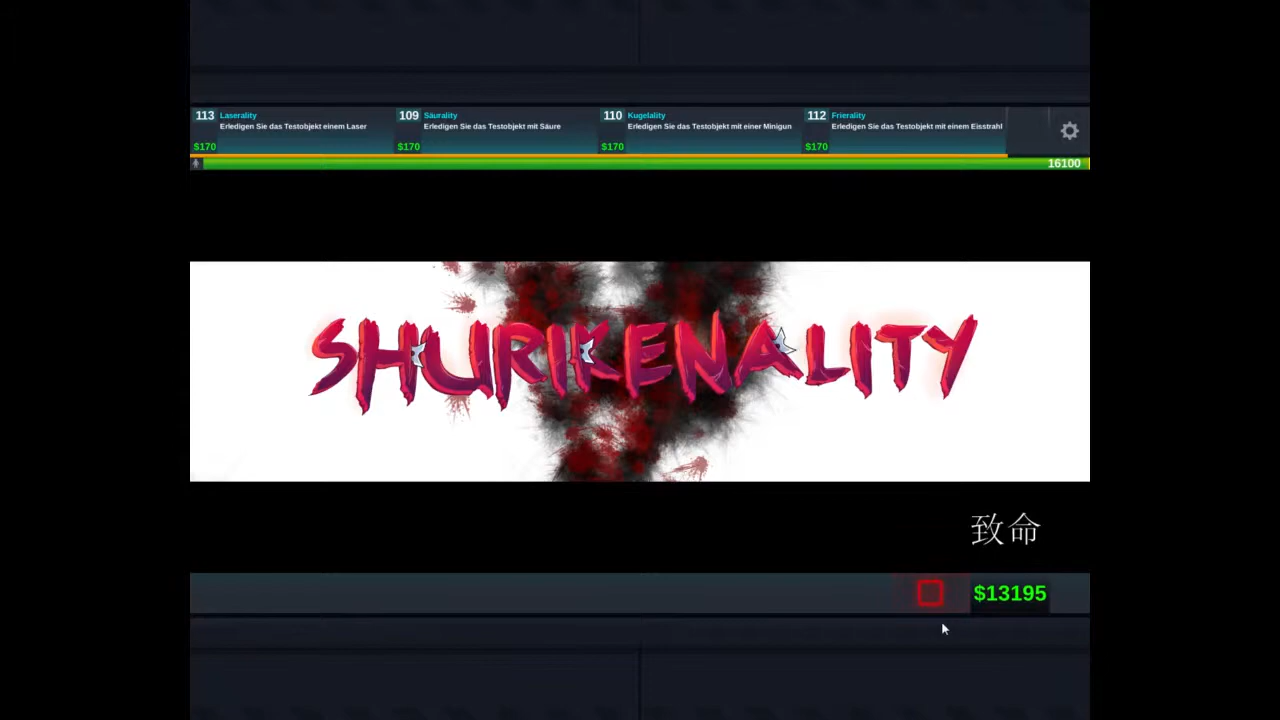 113 Laserality
Erledigen Sie das Testobjekt einem Laser
$170
109 Säurality
Erledigen Sie das Testobjekt mit Säure
$170
110 Kugelality
Erledigen Sie das Testobjekt mit einer Minigun
$170
112 Frierality
Erledigen Sie das Testobjekt mit einem Eisstrahl
$170
16100
SHURIKENALITY
致命
$13195